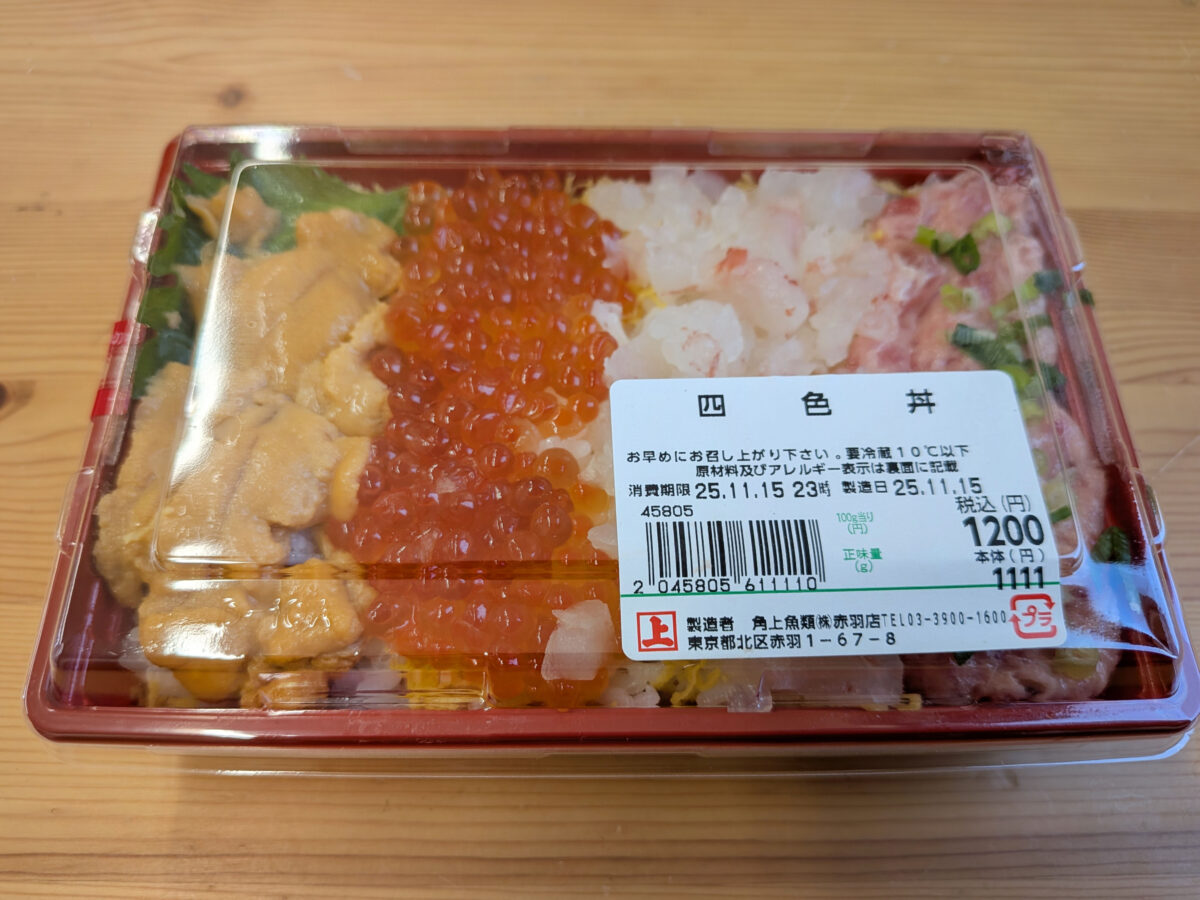 四色丼
お早めにお召し上がり下さい。要冷蔵10℃以下
原材料及びアレルギー表示は裏面に記載
消費期限 25.11.15 23時 製造日 25.11.15
45805
100g当り
(円)
税込(円)
1200
正味量
(g)
本体(円)
1111
2 045805 611110
上 製造者 角上魚類㈱赤羽店TEL03-3900-1600
東京都北区赤羽1-67-8
プラ